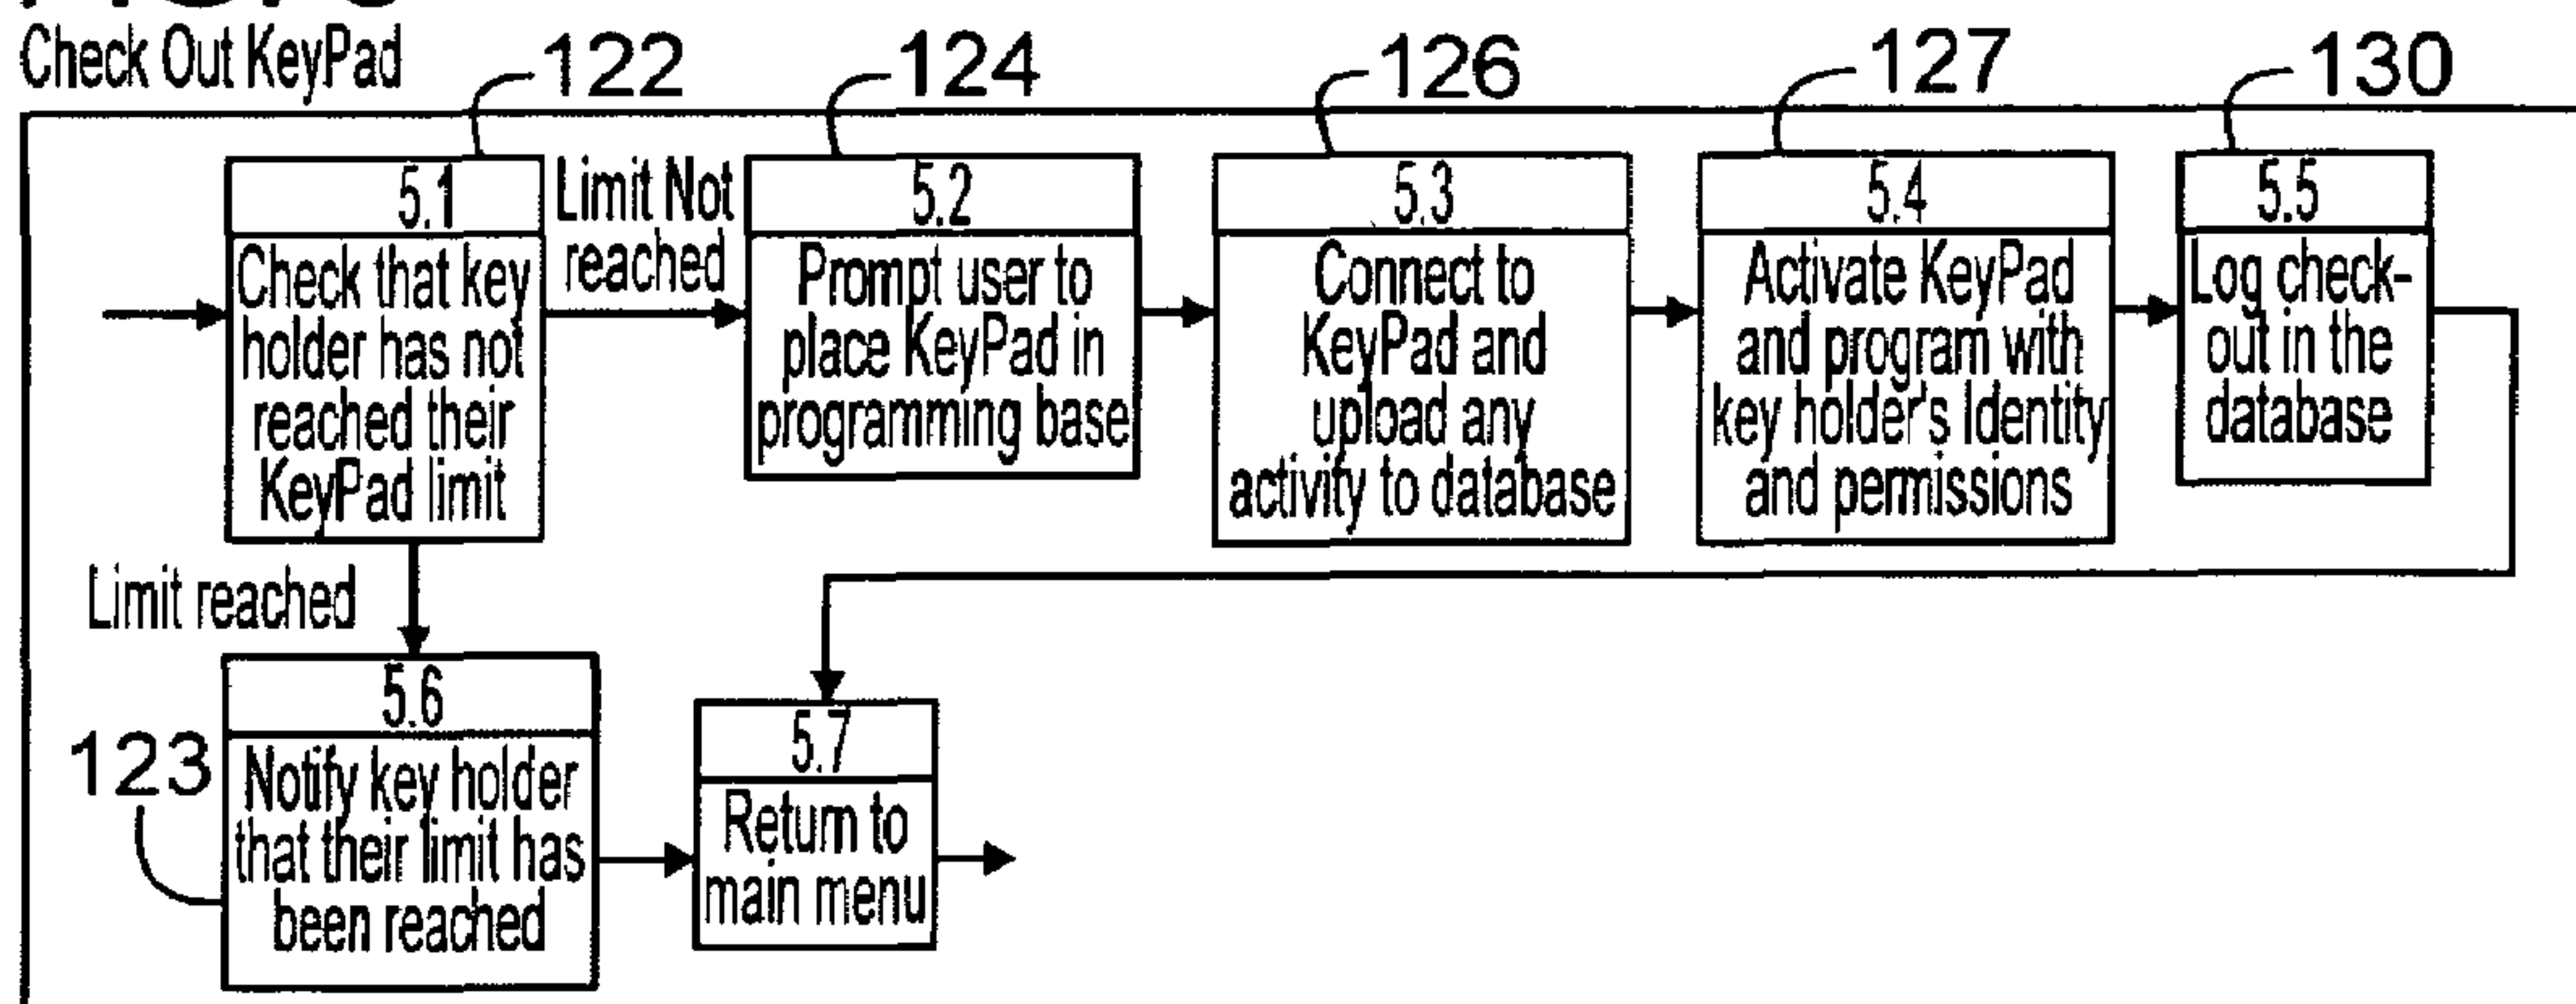 Check Out KeyPad
122
124
126
127
130
5.1
Check that key
holder has not
reached their
KeyPad limit
Limit Not
reached
5.2
Prompt user to
place KeyPad in
programming base
5.3
Connect to
KeyPad and
upload any
activity to database
5.4
Activate KeyPad
and program with
key holder's Identity
and permissions
5.5
Log check-
out in the
database
Limit reached
123
5.6
Notify key holder
that their limit has
been reached
5.7
Return to
main menu